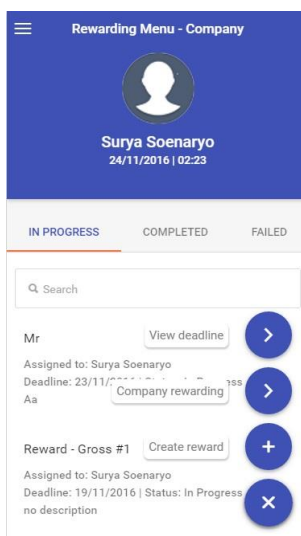 Rewarding Menu - Company
Surya Soenaryo
24/11/2016 | 02:23
IN PROGRESS COMPLETED FAILED
Search
Mr
View deadline
Assigned to: Surya Soenaryo
Deadline: 23/11/
Company rewarding
Aa
Reward - Gross #1
Create reward
Assigned to: Surya Soenaryo
Deadline: 19/11/2016 | Status: In Progress
no description